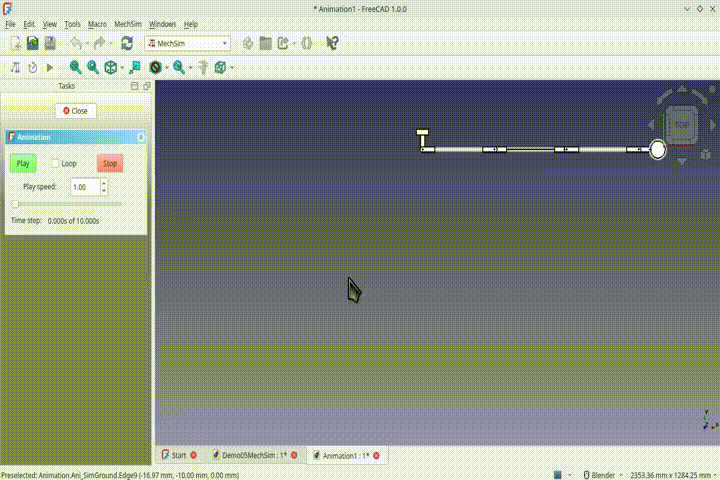 * Animation1 - FreeCAD 1.0.0
File Edit View Tools Macro MechSim Windows Help
MechSim
Tasks
Close
Animation
Play Loop Stop
Play speed: 1.00
Time step: 0.000s of 10.000s
TOP
Start Demo05MechSim : 1* Animation1 : 1*
Preselected: Animation.Ani_SimGround.Edge9 (-16.97 mm, -10.00 mm, 0.00 mm) Blender 2353.36 mm x 1284.25 mm